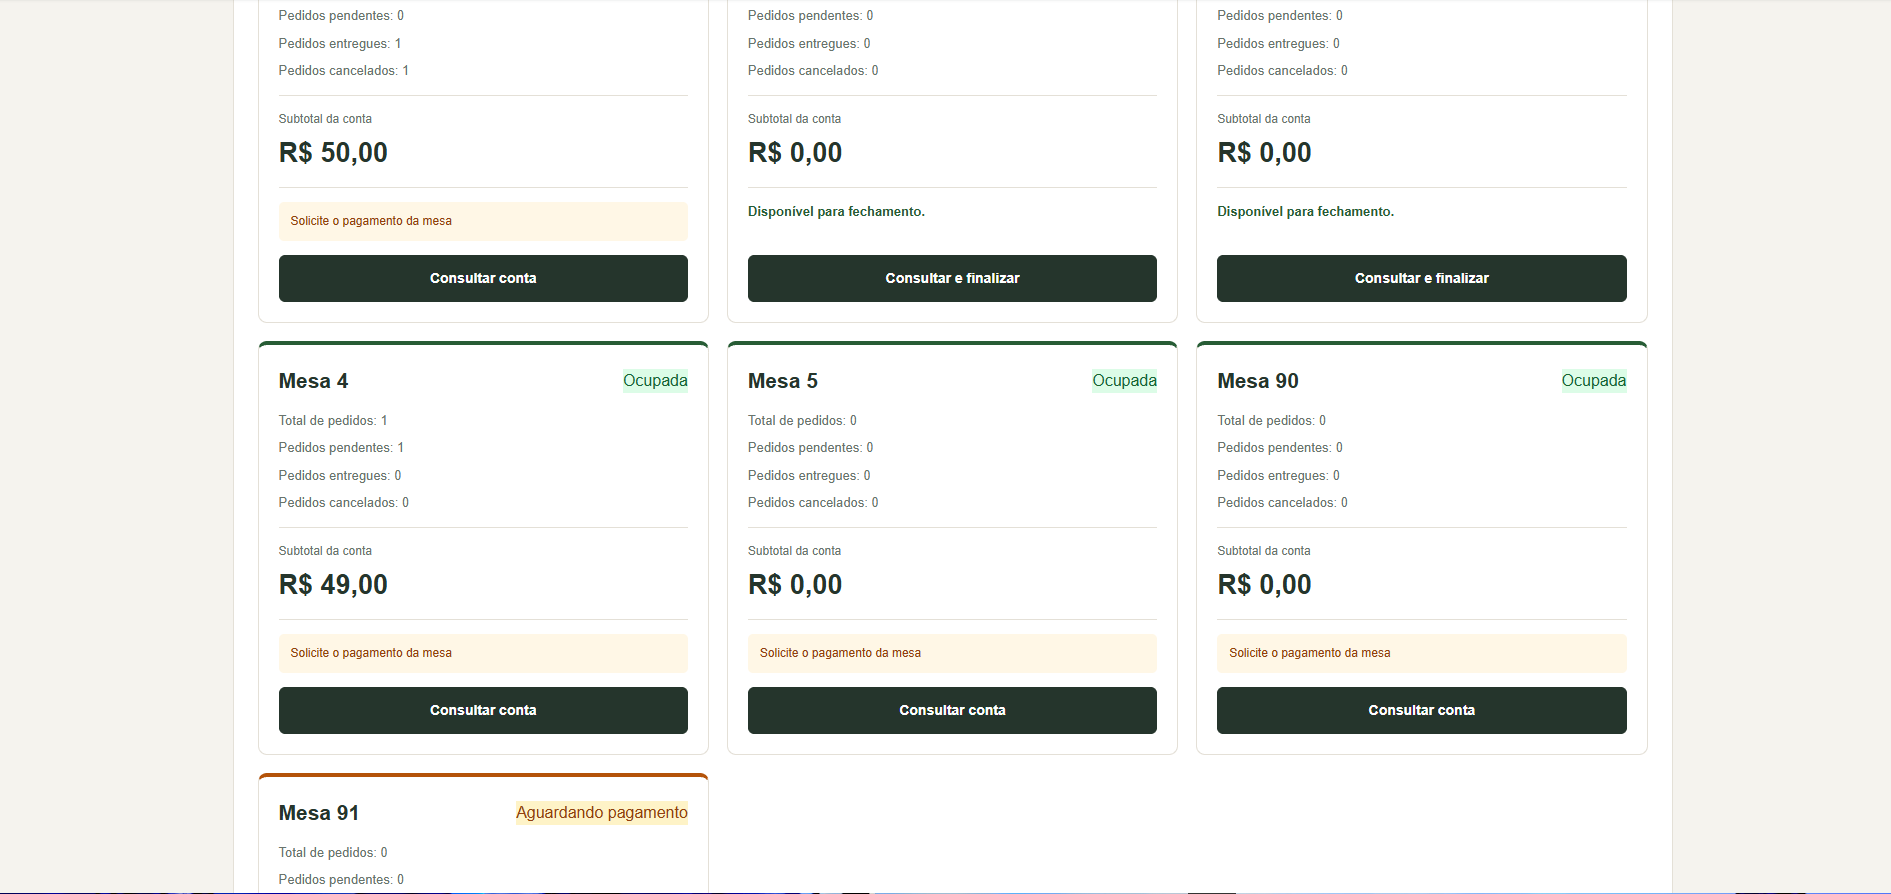 Pedidos pendentes: 0
Pedidos entregues: 1
Pedidos cancelados: 1
Subtotal da conta
R$ 50,00
Solicite o pagamento da mesa
Consultar conta
Pedidos pendentes: 0
Pedidos entregues: 0
Pedidos cancelados: 0
Subtotal da conta
R$ 0,00
Disponível para fechamento.
Consultar e finalizar
Pedidos pendentes: 0
Pedidos entregues: 0
Pedidos cancelados: 0
Subtotal da conta
R$ 0,00
Disponível para fechamento.
Consultar e finalizar
Mesa 4 Ocupada
Total de pedidos: 1
Pedidos pendentes: 1
Pedidos entregues: 0
Pedidos cancelados: 0
Subtotal da conta
R$ 49,00
Solicite o pagamento da mesa
Consultar conta
Mesa 5 Ocupada
Total de pedidos: 0
Pedidos pendentes: 0
Pedidos entregues: 0
Pedidos cancelados: 0
Subtotal da conta
R$ 0,00
Solicite o pagamento da mesa
Consultar conta
Mesa 90 Ocupada
Total de pedidos: 0
Pedidos pendentes: 0
Pedidos entregues: 0
Pedidos cancelados: 0
Subtotal da conta
R$ 0,00
Solicite o pagamento da mesa
Consultar conta
Mesa 91 Aguardando pagamento
Total de pedidos: 0
Pedidos pendentes: 0